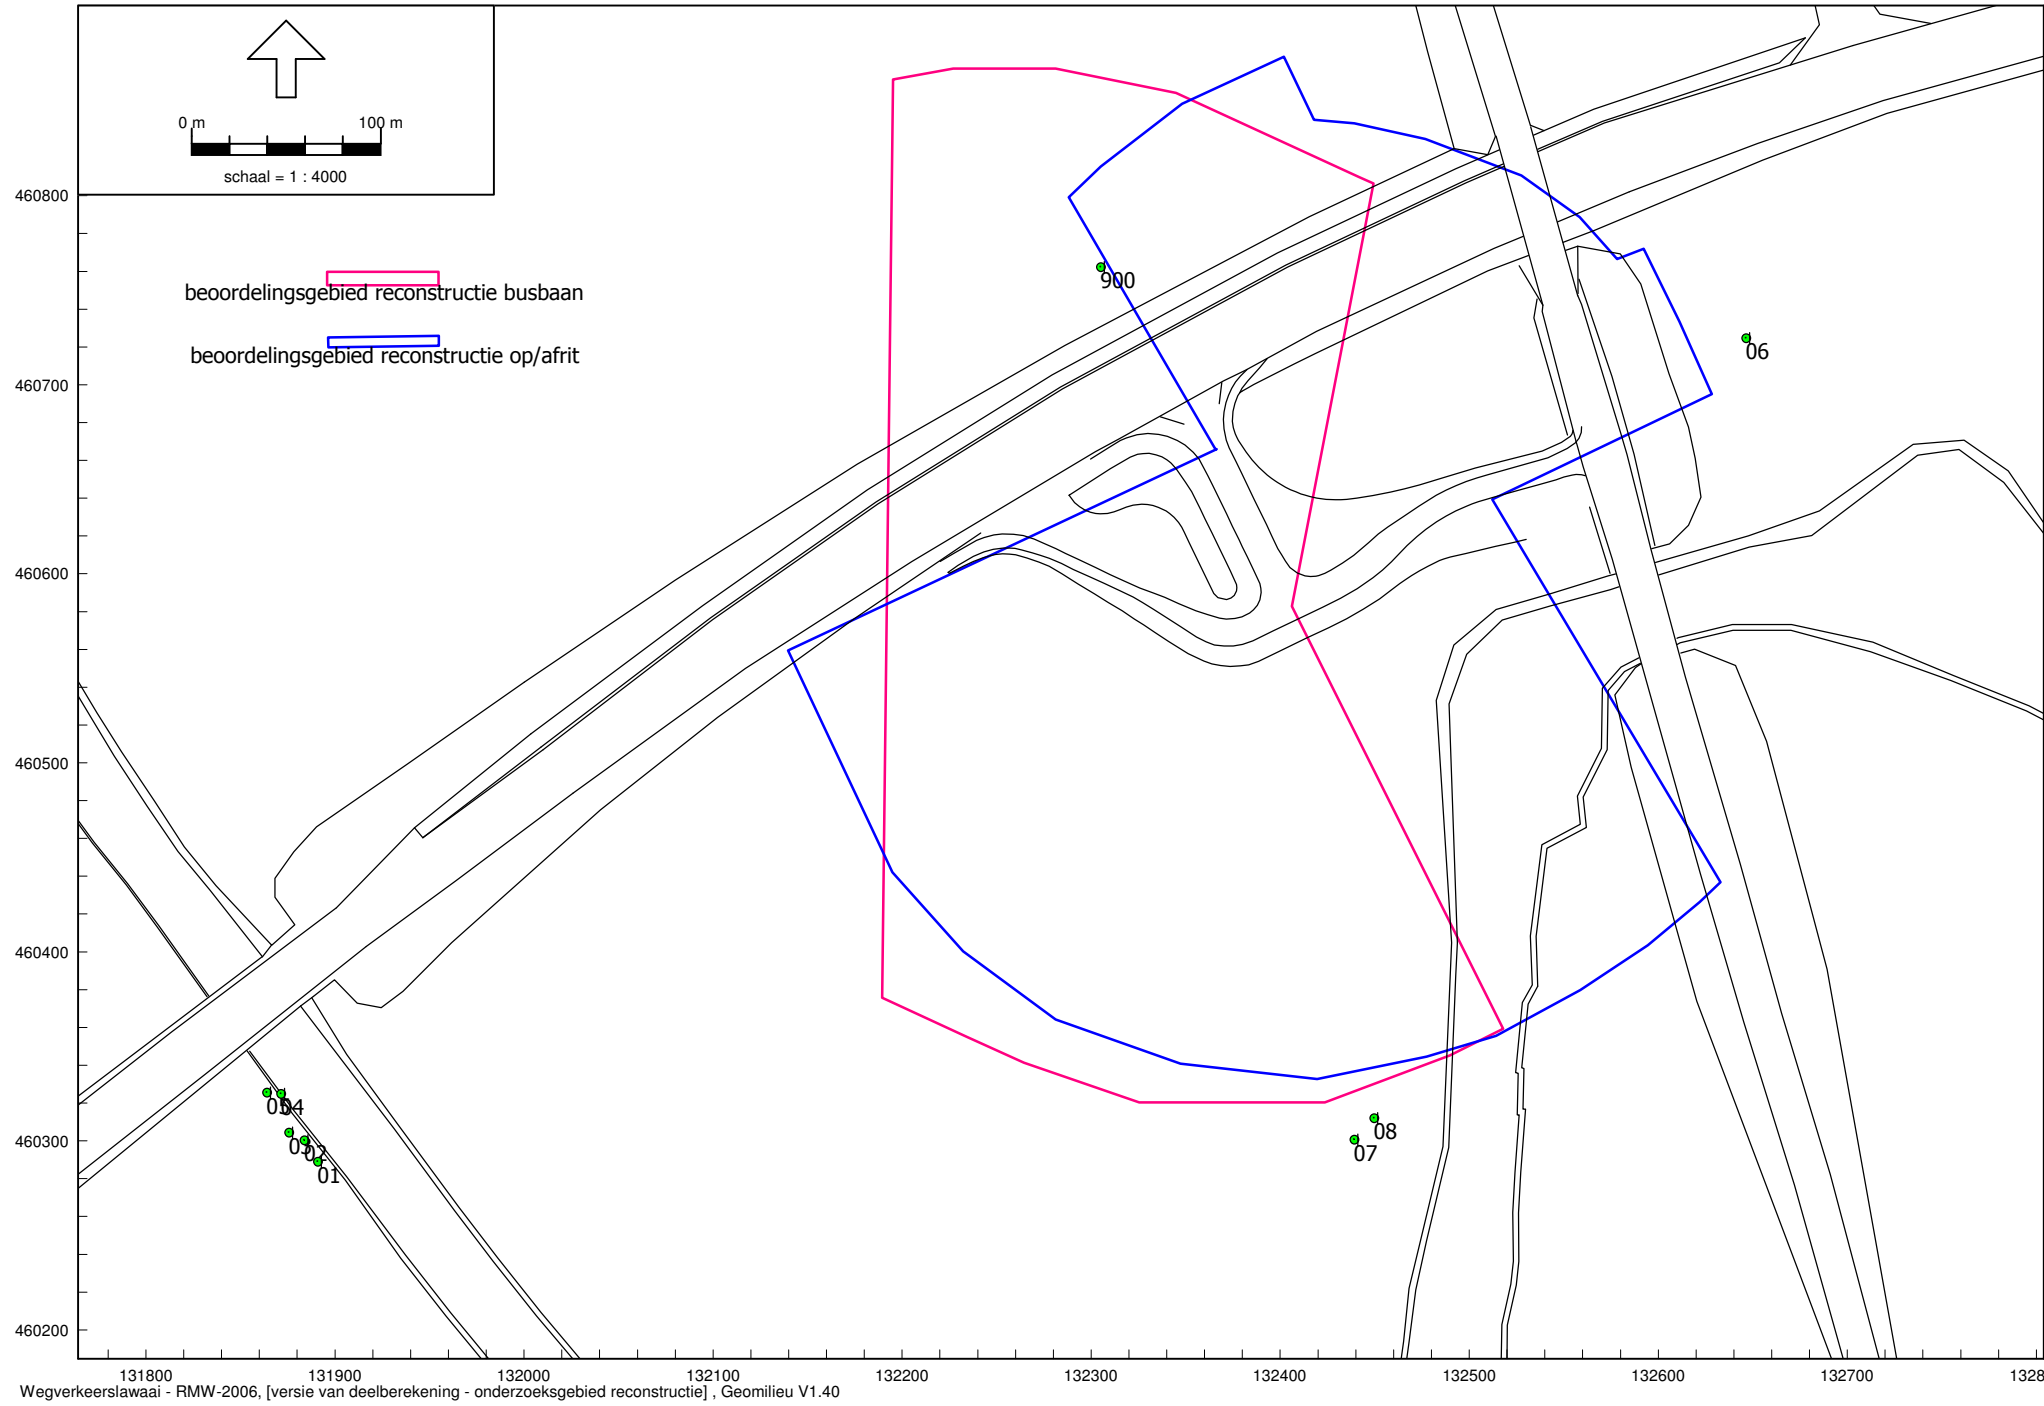 0 m 100 m
schaal = 1 : 4000
460800
beoordelingsgebied reconstructie busbaan
900
beoordelingsgebied reconstructie op/afrit
06
460700
460600
460500
460400
05
04
460300
03
02
01
08
07
460200
131800 131900 132000 132100 132200 132300 132400 132500 132600 132700 1328
Wegverkeerslawaai - RMW-2006, [versie van deelberekening - onderzoeksgebied reconstructie] , Geomilieu V1.40